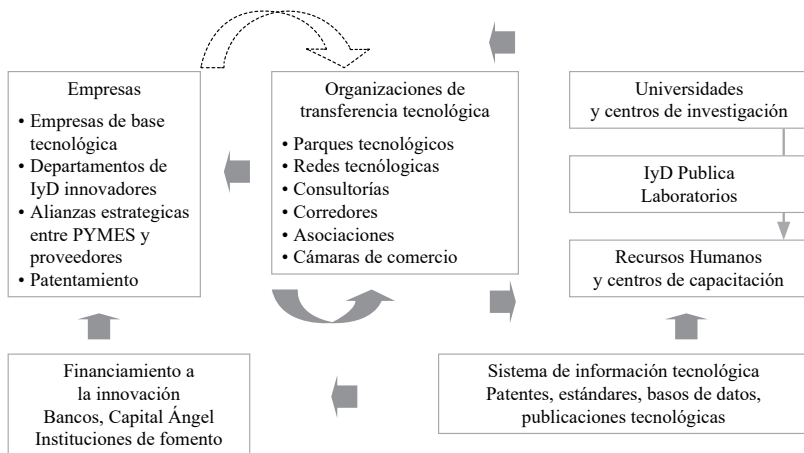 Empresas
• Empresas de base
tecnológica
• Departamentos de
IyD innovadores
• Alianzas estrategicas
entre PYMES y
proveedores
• Patentamiento
Organizaciones de
transferencia tecnológica
• Parques tecnológicos
• Redes tecnólogicas
• Consultorías
• Corredores
• Asociaciones
• Cámaras de comercio
Universidades
y centros de investigación
IyD Publica
Laboratorios
Recursos Humanos
y centros de capacitación
Financiamiento a
la innovación
Bancos, Capital Ángel
Instituciones de fomento
Sistema de información tecnológica
Patentes, estándares, basos de datos,
publicaciones tecnológicas